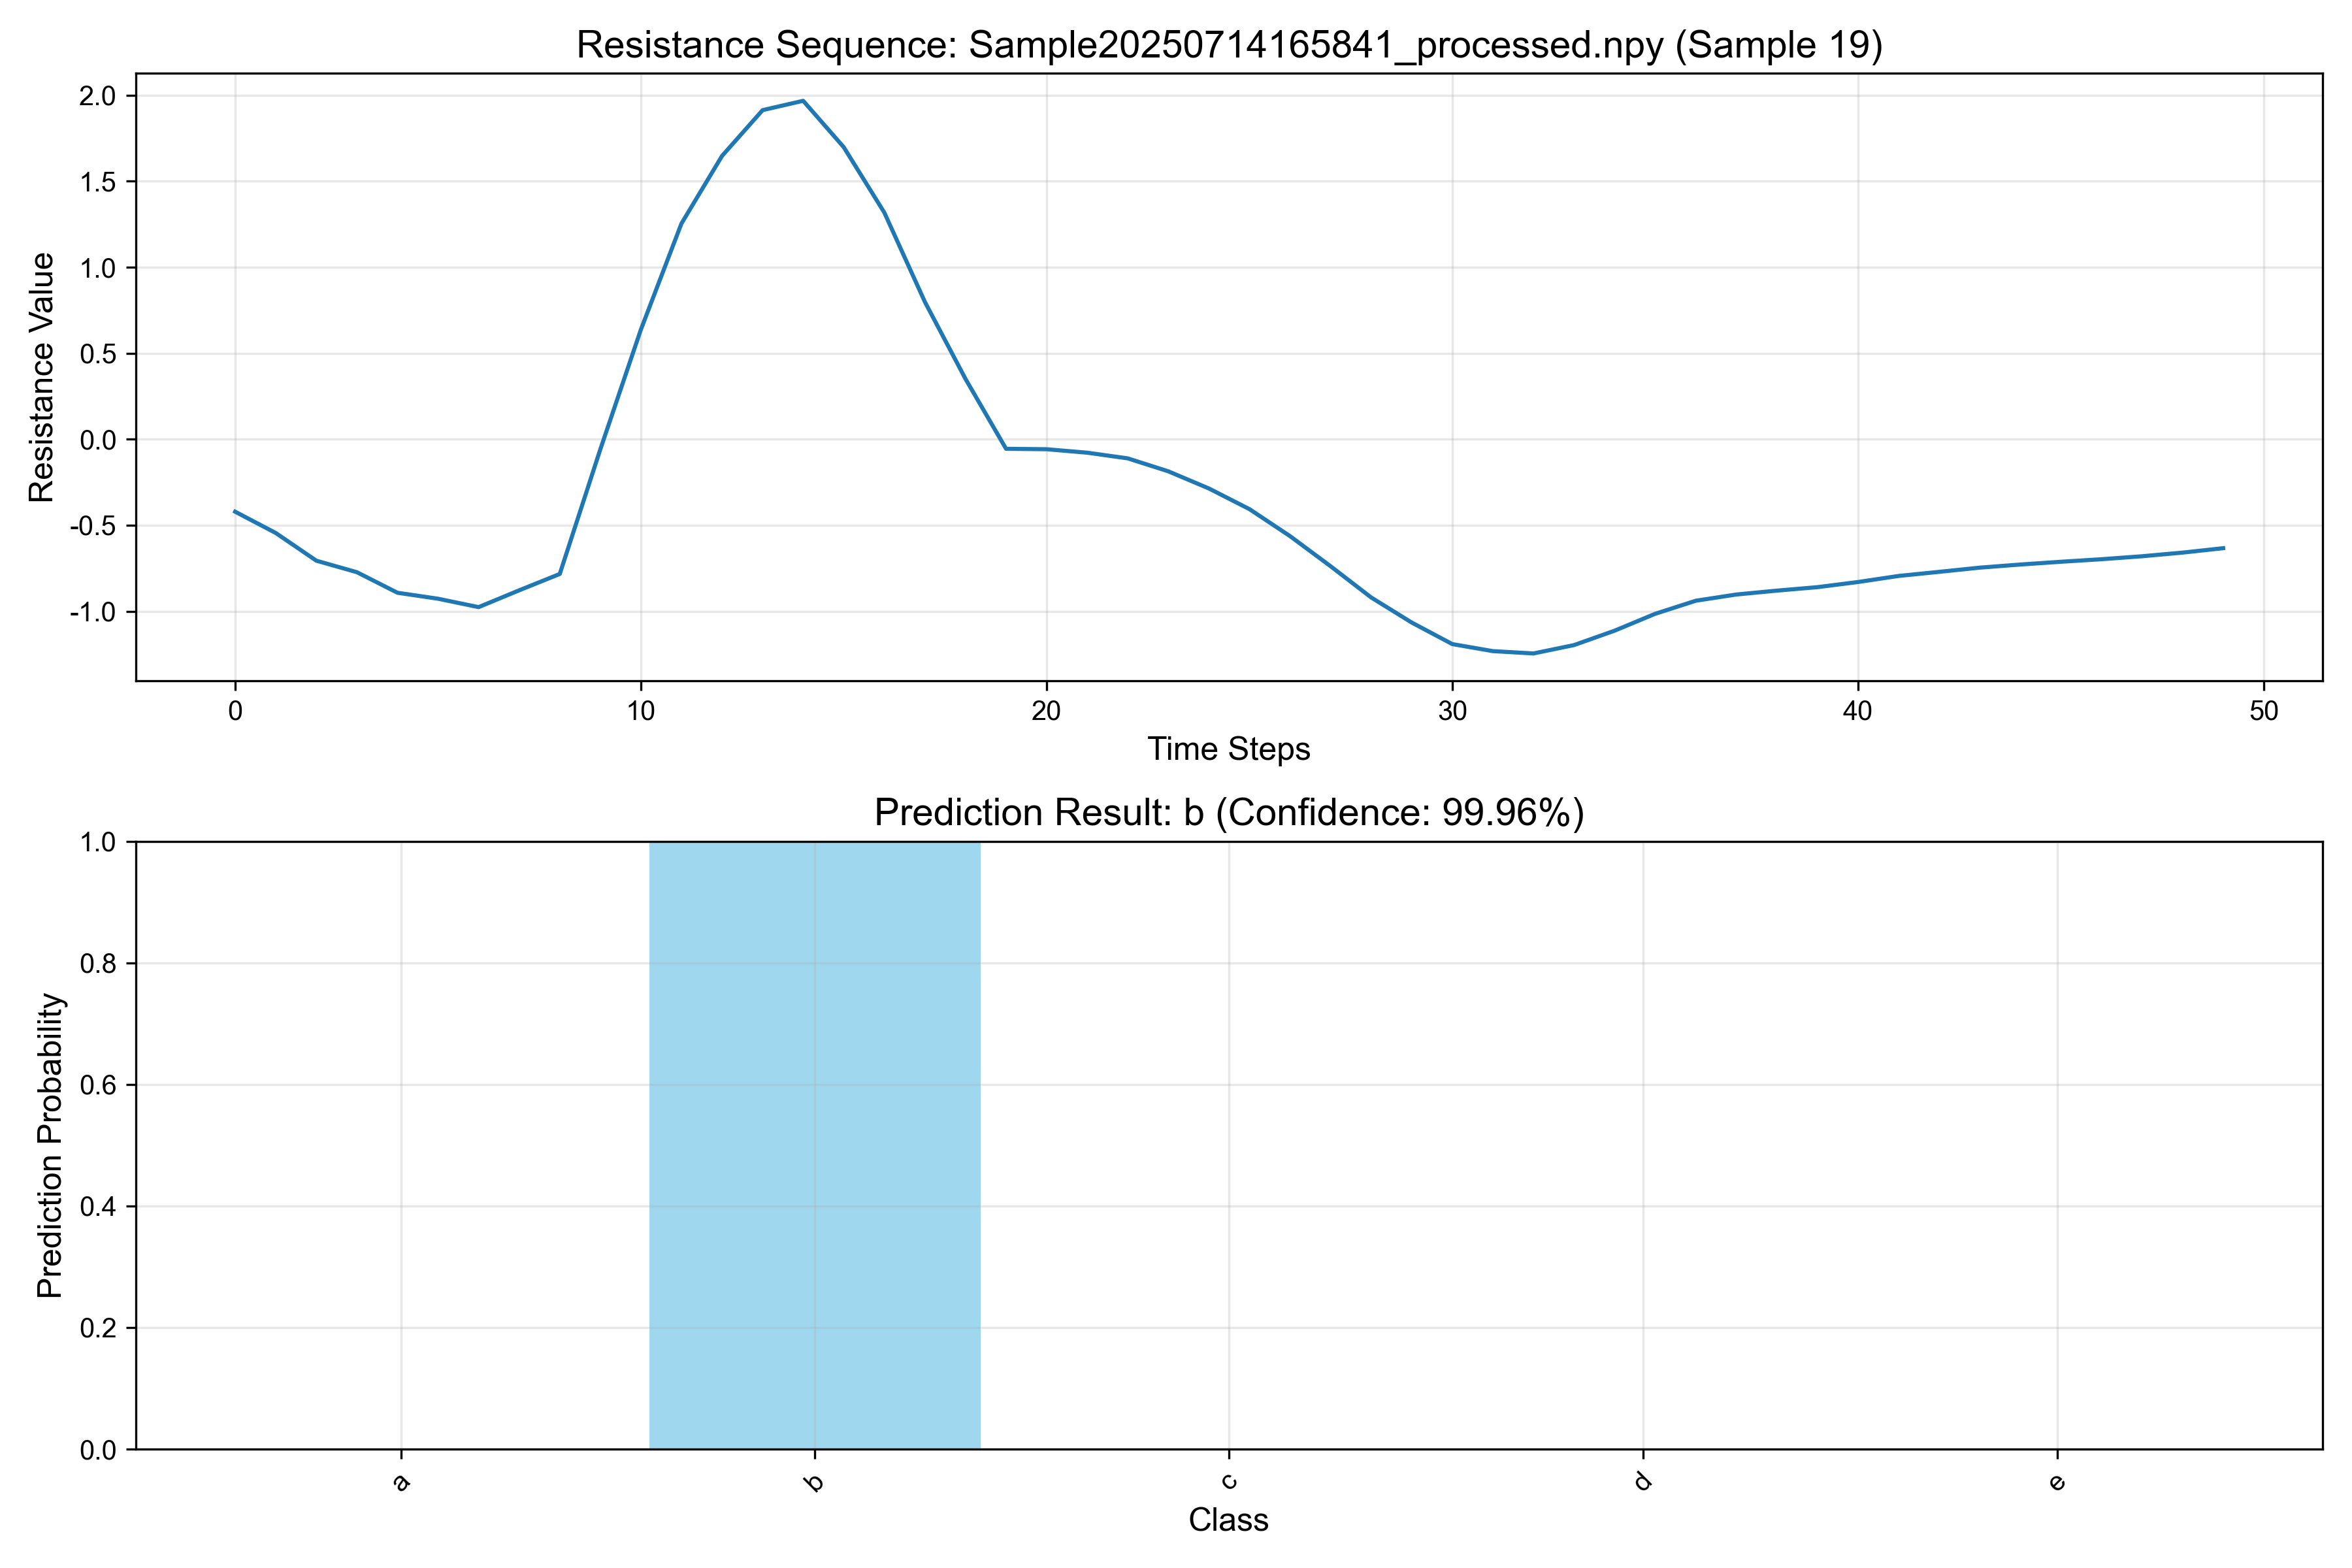 Resistance Sequence: Sample20250714165841_processed.npy (Sample 19)
Resistance Value
2.0
1.5
1.0
0.5
0.0
-0.5
-1.0
0 10 20 30 40 50
Time Steps
Prediction Result: b (Confidence: 99.96%)
Prediction Probability
1.0
0.8
0.6
0.4
0.2
0.0
a b c d e
Class